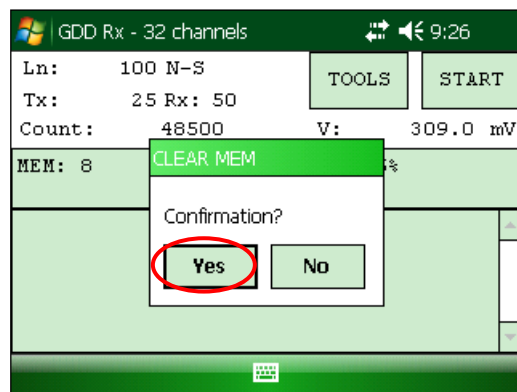 GDD Rx - 32 channels 9:26
Ln: 100 N-S
TOOLS START
Tx: 25 Rx: 50
Count: 48500 V: 309.0 mV
MEM: 8 %
CLEAR MEM
Confirmation?
Yes No